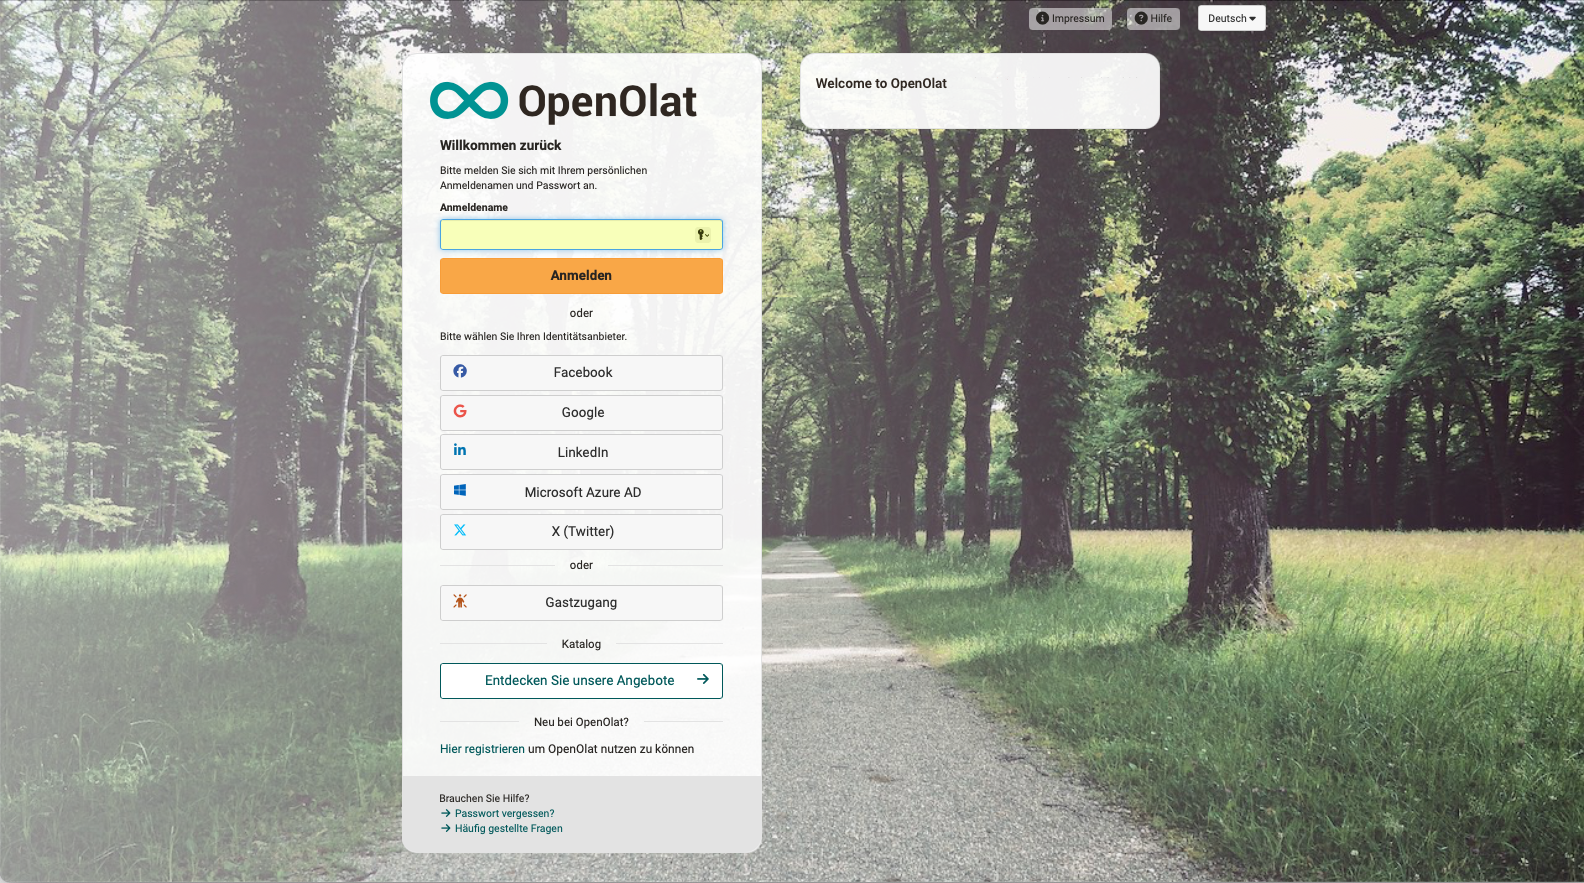 Impressum
Hilfe
Deutsch
OpenOlat
Willkommen zurück
Bitte melden Sie sich mit Ihrem persönlichen
Anmeldenamen und Passwort an.
Anmeldename
Anmelden
oder
Bitte wählen Sie Ihren Identitätsanbieter.
Facebook
Google
LinkedIn
Microsoft Azure AD
X (Twitter)
oder
Gastzugang
Katalog
Entdecken Sie unsere Angebote
Neu bei OpenOlat?
Hier registrieren um OpenOlat nutzen zu können
Brauchen Sie Hilfe?
Passwort vergessen?
Häufig gestellte Fragen
Welcome to OpenOlat